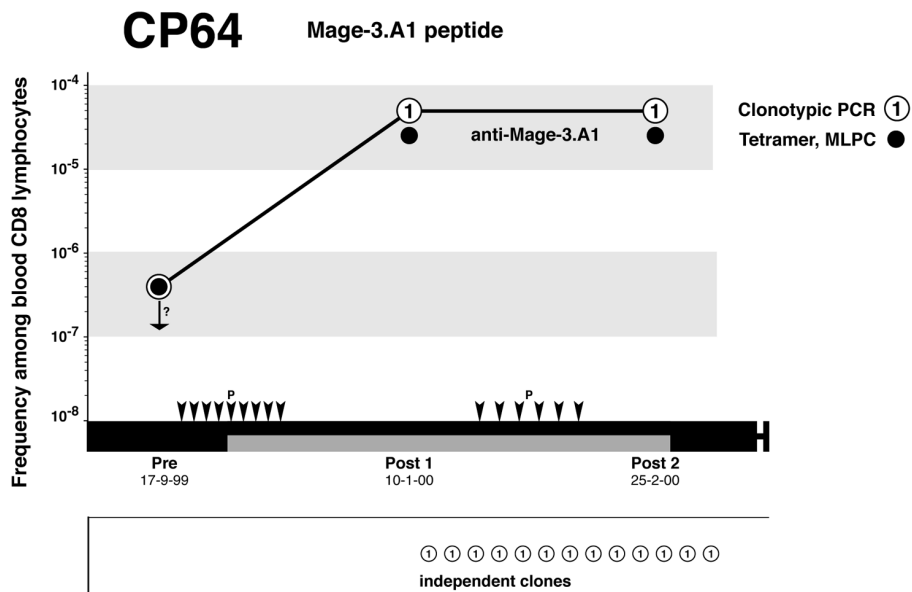 CP64 Mage-3.A1 peptide
Frequency among blood CD8 lymphocytes
10-4
10-5
10-6
10-7
10-8
1 1
anti-Mage-3.A1
Clonotypic PCR 1
Tetramer, MLPC
?
P P
Pre Post 1 Post 2
17-9-99 10-1-00 25-2-00
1 1 1 1 1 1 1 1 1 1 1 1 1
independent clones